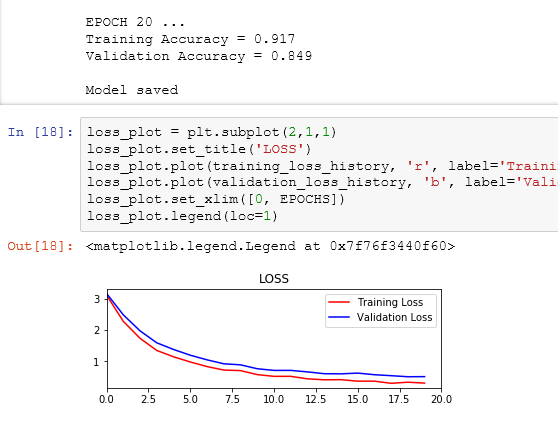 EPOCH 20 ...
Training Accuracy = 0.917
Validation Accuracy = 0.849
Model saved
In [18]: loss_plot = plt.subplot(2,1,1)
loss_plot.set_title('LOSS')
loss_plot.plot(training_loss_history, 'r', label='Traini
loss_plot.plot(validation_loss_history, 'b', label='Vali
loss_plot.set_xlim([0, EPOCHS])
loss_plot.legend(loc=1)
Out[18]: <matplotlib.legend.Legend at 0x7f76f3440f60>
LOSS
Training Loss
Validation Loss
3
2
1
0.0 2.5 5.0 7.5 10.0 12.5 15.0 17.5 20.0